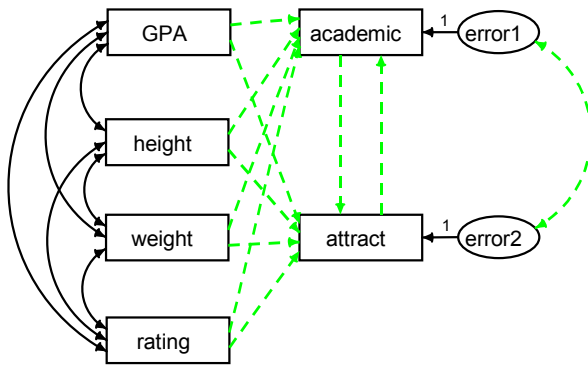 GPA academic 1 error1
height
weight attract 1 error2
rating